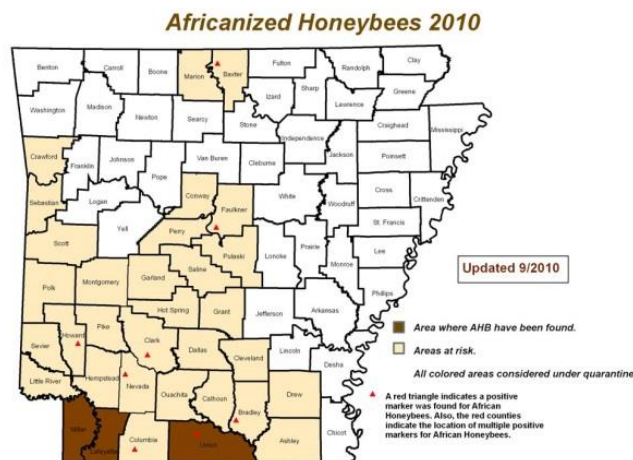 Africanized Honeybees 2010
Benton Carroll Boone Marion Baxter Fulton Randolph Clay
Sharp Greene
Washington Madison Newton Searcy Izard Lawrence
Stone Craighead Mississippi
Independence
Crawford Franklin Johnson Van Buren Cleburne Jackson Poinsett
Pope
Logan Conway Faulkner White Woodruff Cross Crittenden
Sebastian
St. Francis
Yell Perry
Scott Pulaski Lonoke Prairie Monroe Lee
Saline
Polk Montgomery Garland Phillips
Updated 9/2010
Hot Spring Grant Jefferson Arkansas
Howard Pike
Sevier Clark Dallas Cleveland Lincoln
Desha
Little River Hempstead Nevada Ouachita Calhoun Drew
Bradley
Miller Union Ashley Chicot
Lafayette Columbia
Area where AHB have been found.
Areas at risk.
All colored areas considered under quarantine
A red triangle indicates a positive
marker was found for African
Honeybees. Also, the red counties
indicate the location of multiple positive
markers for African Honeybees.